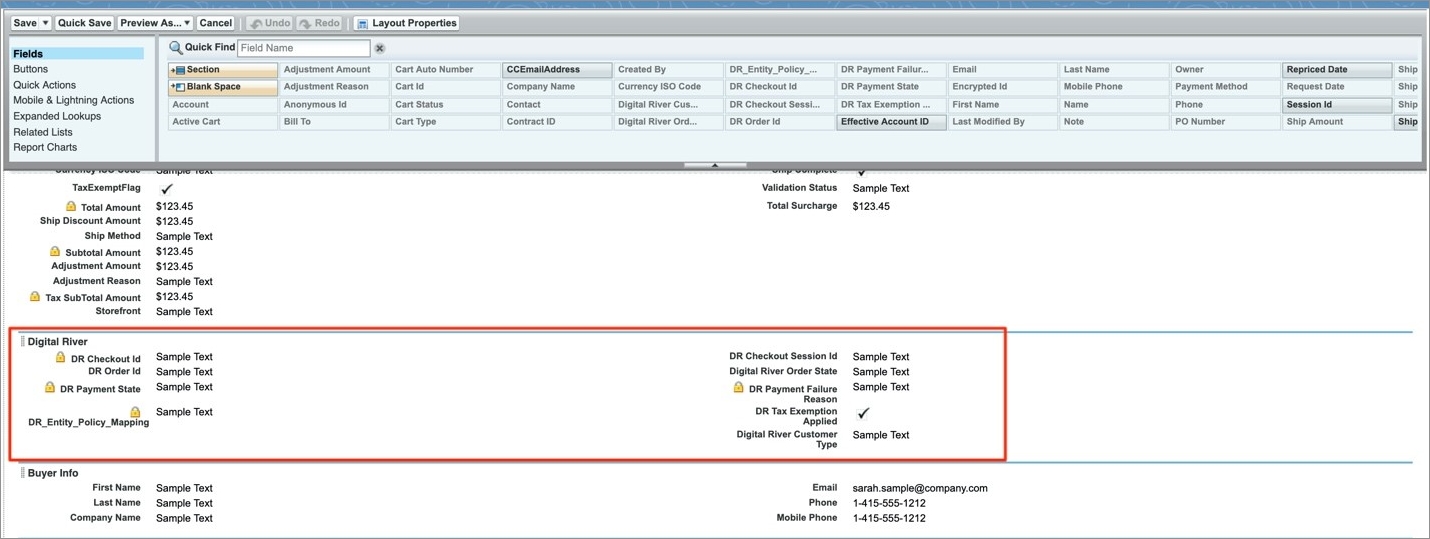 Save Quick Save Preview As... Cancel Undo Redo Layout Properties
Fields
Buttons
Quick Actions
Mobile & Lightning Actions
Expanded Lookups
Related Lists
Report Charts
Quick Find Field Name
Section Adjustment Amount Cart Auto Number CCEmailAddress Created By DR_Entity_Policy_... DR Payment Failur... Email Last Name Owner Repriced Date Ship
Blank Space Adjustment Reason Cart Id Company Name Currency ISO Code DR Checkout Id DR Payment State Encrypted Id Mobile Phone Payment Method Request Date Ship
Account Anonymous Id Cart Status Contact Digital River Cus... DR Checkout Sessi... DR Tax Exemption ... First Name Name Phone Session Id Ship
Active Cart Bill To Cart Type Contract ID Digital River Ord... DR Order Id Effective Account ID Last Modified By Note PO Number Ship Amount Ship
Currency ISO Code Sample Text Ship Complete
TaxExemptFlag Validation Status Sample Text
Total Amount $123.45 Total Surcharge $123.45
Ship Discount Amount $123.45
Ship Method Sample Text
Subtotal Amount $123.45
Adjustment Amount $123.45
Adjustment Reason Sample Text
Tax SubTotal Amount $123.45
Storefront Sample Text
Digital River
DR Checkout Id Sample Text DR Checkout Session Id Sample Text
DR Order Id Sample Text Digital River Order State Sample Text
DR Payment State Sample Text DR Payment Failure Sample Text
Reason
DR_Entity_Policy_Mapping Sample Text DR Tax Exemption
Applied
Digital River Customer Sample Text
Type
Buyer Info
First Name Sample Text Email sarah.sample@company.com
Last Name Sample Text Phone 1-415-555-1212
Company Name Sample Text Mobile Phone 1-415-555-1212